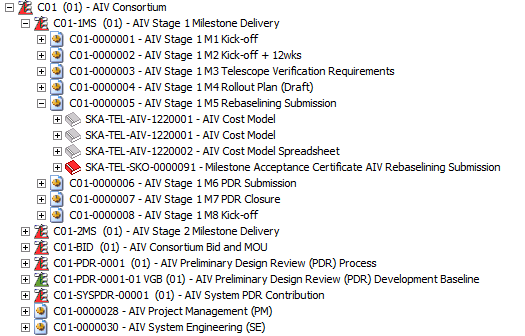 C01 (01) - AIV Consortium
C01-1MS (01) - AIV Stage 1 Milestone Delivery
C01-0000001 - AIV Stage 1 M1 Kick-off
C01-0000002 - AIV Stage 1 M2 Kick-off + 12wks
C01-0000003 - AIV Stage 1 M3 Telescope Verification Requirements
C01-0000004 - AIV Stage 1 M4 Rollout Plan (Draft)
C01-0000005 - AIV Stage 1 M5 Rebaselining Submission
SKA-TEL-AIV-1220001 - AIV Cost Model
SKA-TEL-AIV-1220001 - AIV Cost Model
SKA-TEL-AIV-1220002 - AIV Cost Model Spreadsheet
SKA-TEL-SKO-0000091 - Milestone Acceptance Certificate AIV Rebaselining Submission
C01-0000006 - AIV Stage 1 M6 PDR Submission
C01-0000007 - AIV Stage 1 M7 PDR Closure
C01-0000008 - AIV Stage 1 M8 Kick-off
C01-2MS (01) - AIV Stage 2 Milestone Delivery
C01-BID (01) - AIV Consortium Bid and MOU
C01-PDR-0001 (01) - AIV Preliminary Design Review (PDR) Process
C01-PDR-0001-01 VGB (01) - AIV Preliminary Design Review (PDR) Development Baseline
C01-SYSPDR-00001 (01) - AIV System PDR Contribution
C01-0000028 - AIV Project Management (PM)
C01-0000030 - AIV System Engineering (SE)